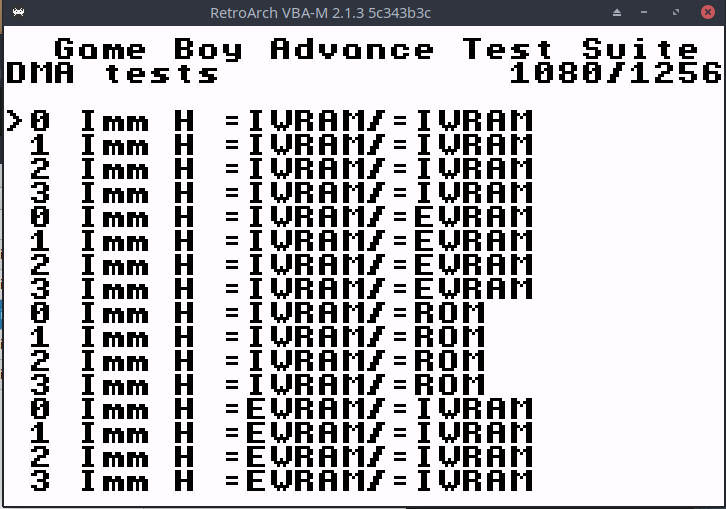 RetroArch VBA-M 2.1.3 5c343b3c
Game Boy Advance Test Suite
DMA tests 1080/1256
>0 Imm H =IWRAM/=IWRAM
1 Imm H =IWRAM/=IWRAM
2 Imm H =IWRAM/=IWRAM
3 Imm H =IWRAM/=IWRAM
0 Imm H =IWRAM/=EWRAM
1 Imm H =IWRAM/=EWRAM
2 Imm H =IWRAM/=EWRAM
3 Imm H =IWRAM/=EWRAM
0 Imm H =IWRAM/=ROM
1 Imm H =IWRAM/=ROM
2 Imm H =IWRAM/=ROM
3 Imm H =IWRAM/=ROM
0 Imm H =EWRAM/=IWRAM
1 Imm H =EWRAM/=IWRAM
2 Imm H =EWRAM/=IWRAM
3 Imm H =EWRAM/=IWRAM